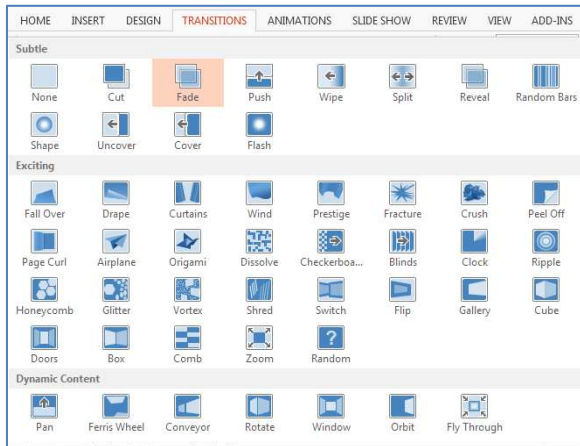 HOME INSERT DESIGN TRANSITIONS ANIMATIONS SLIDE SHOW REVIEW VIEW ADD-INS
Subtle
None Cut Fade Push Wipe Split Reveal Random Bars
Shape Uncover Cover Flash
Exciting
Fall Over Drape Curtains Wind Prestige Fracture Crush Peel Off
Page Curl Airplane Origami Dissolve Checkerboa... Blinds Clock Ripple
Honeycomb Glitter Vortex Shred Switch Flip Gallery Cube
?
Doors Box Comb Zoom Random
Dynamic Content
Pan Ferris Wheel Conveyor Rotate Window Orbit Fly Through